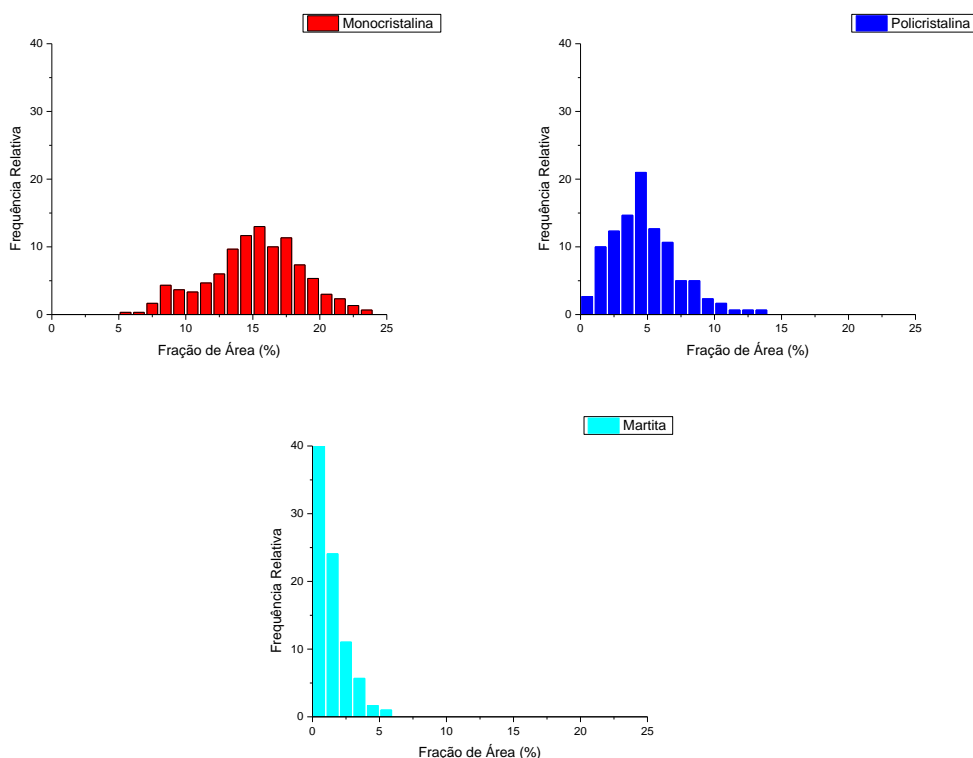 Monocristalina
40
30
20
10
0
Frequência Relativa
0 5 10 15 20 25
Fração de Área (%)
Policristalina
40
30
20
10
0
Frequência Relativa
0 5 10 15 20 25
Fração de Área (%)
Martita
40
30
20
10
0
Frequência Relativa
0 5 10 15 20 25
Fração de Área (%)